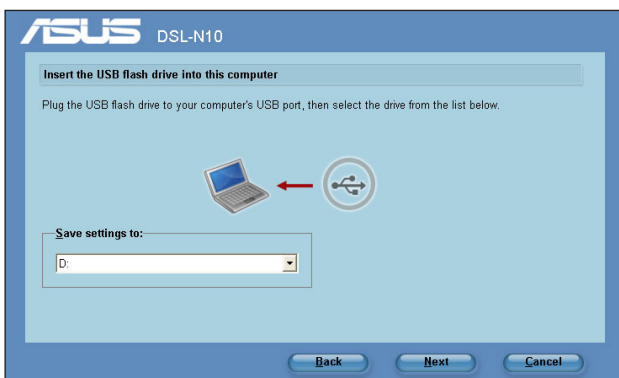 ASUS DSL-N10
Insert the USB flash drive into this computer
Plug the USB flash drive to your computer's USB port, then select the drive from the list below.
Save settings to:
D:
Back Next Cancel